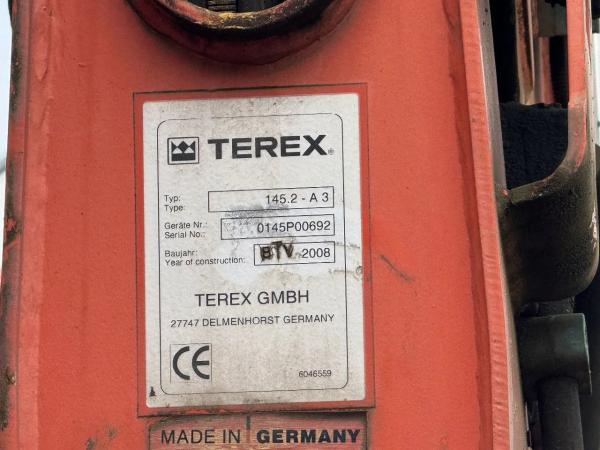 TEREX®
Typ: 145.2 - A 3
Type:
Geräte Nr.: 0145P00692
Serial No.:
Baujahr: BTV 2008
Year of construction:
TEREX GMBH
27747 DELMENHORST GERMANY
CE
6046559
MADE IN GERMANY